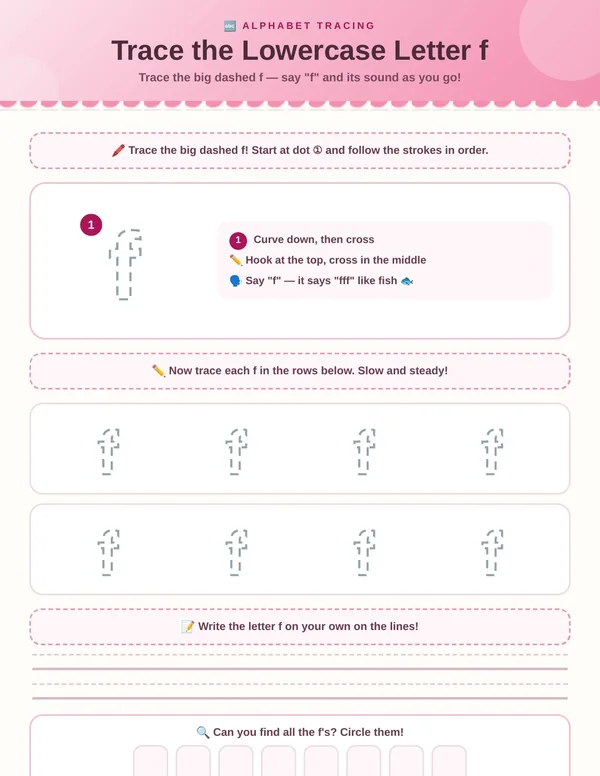 🔤 ALPHABET TRACING
Trace the Lowercase Letter f
Trace the big dashed f — say "f" and its sound as you go!
🖍️ Trace the big dashed f! Start at dot ① and follow the strokes in order.
1
f
1 Curve down, then cross
✏️ Hook at the top, cross in the middle
🗣️ Say "f" — it says "fff" like fish 🐟
✏️ Now trace each f in the rows below. Slow and steady!
f f f f
f f f f
📝 Write the letter f on your own on the lines!
🔍 Can you find all the f's? Circle them!